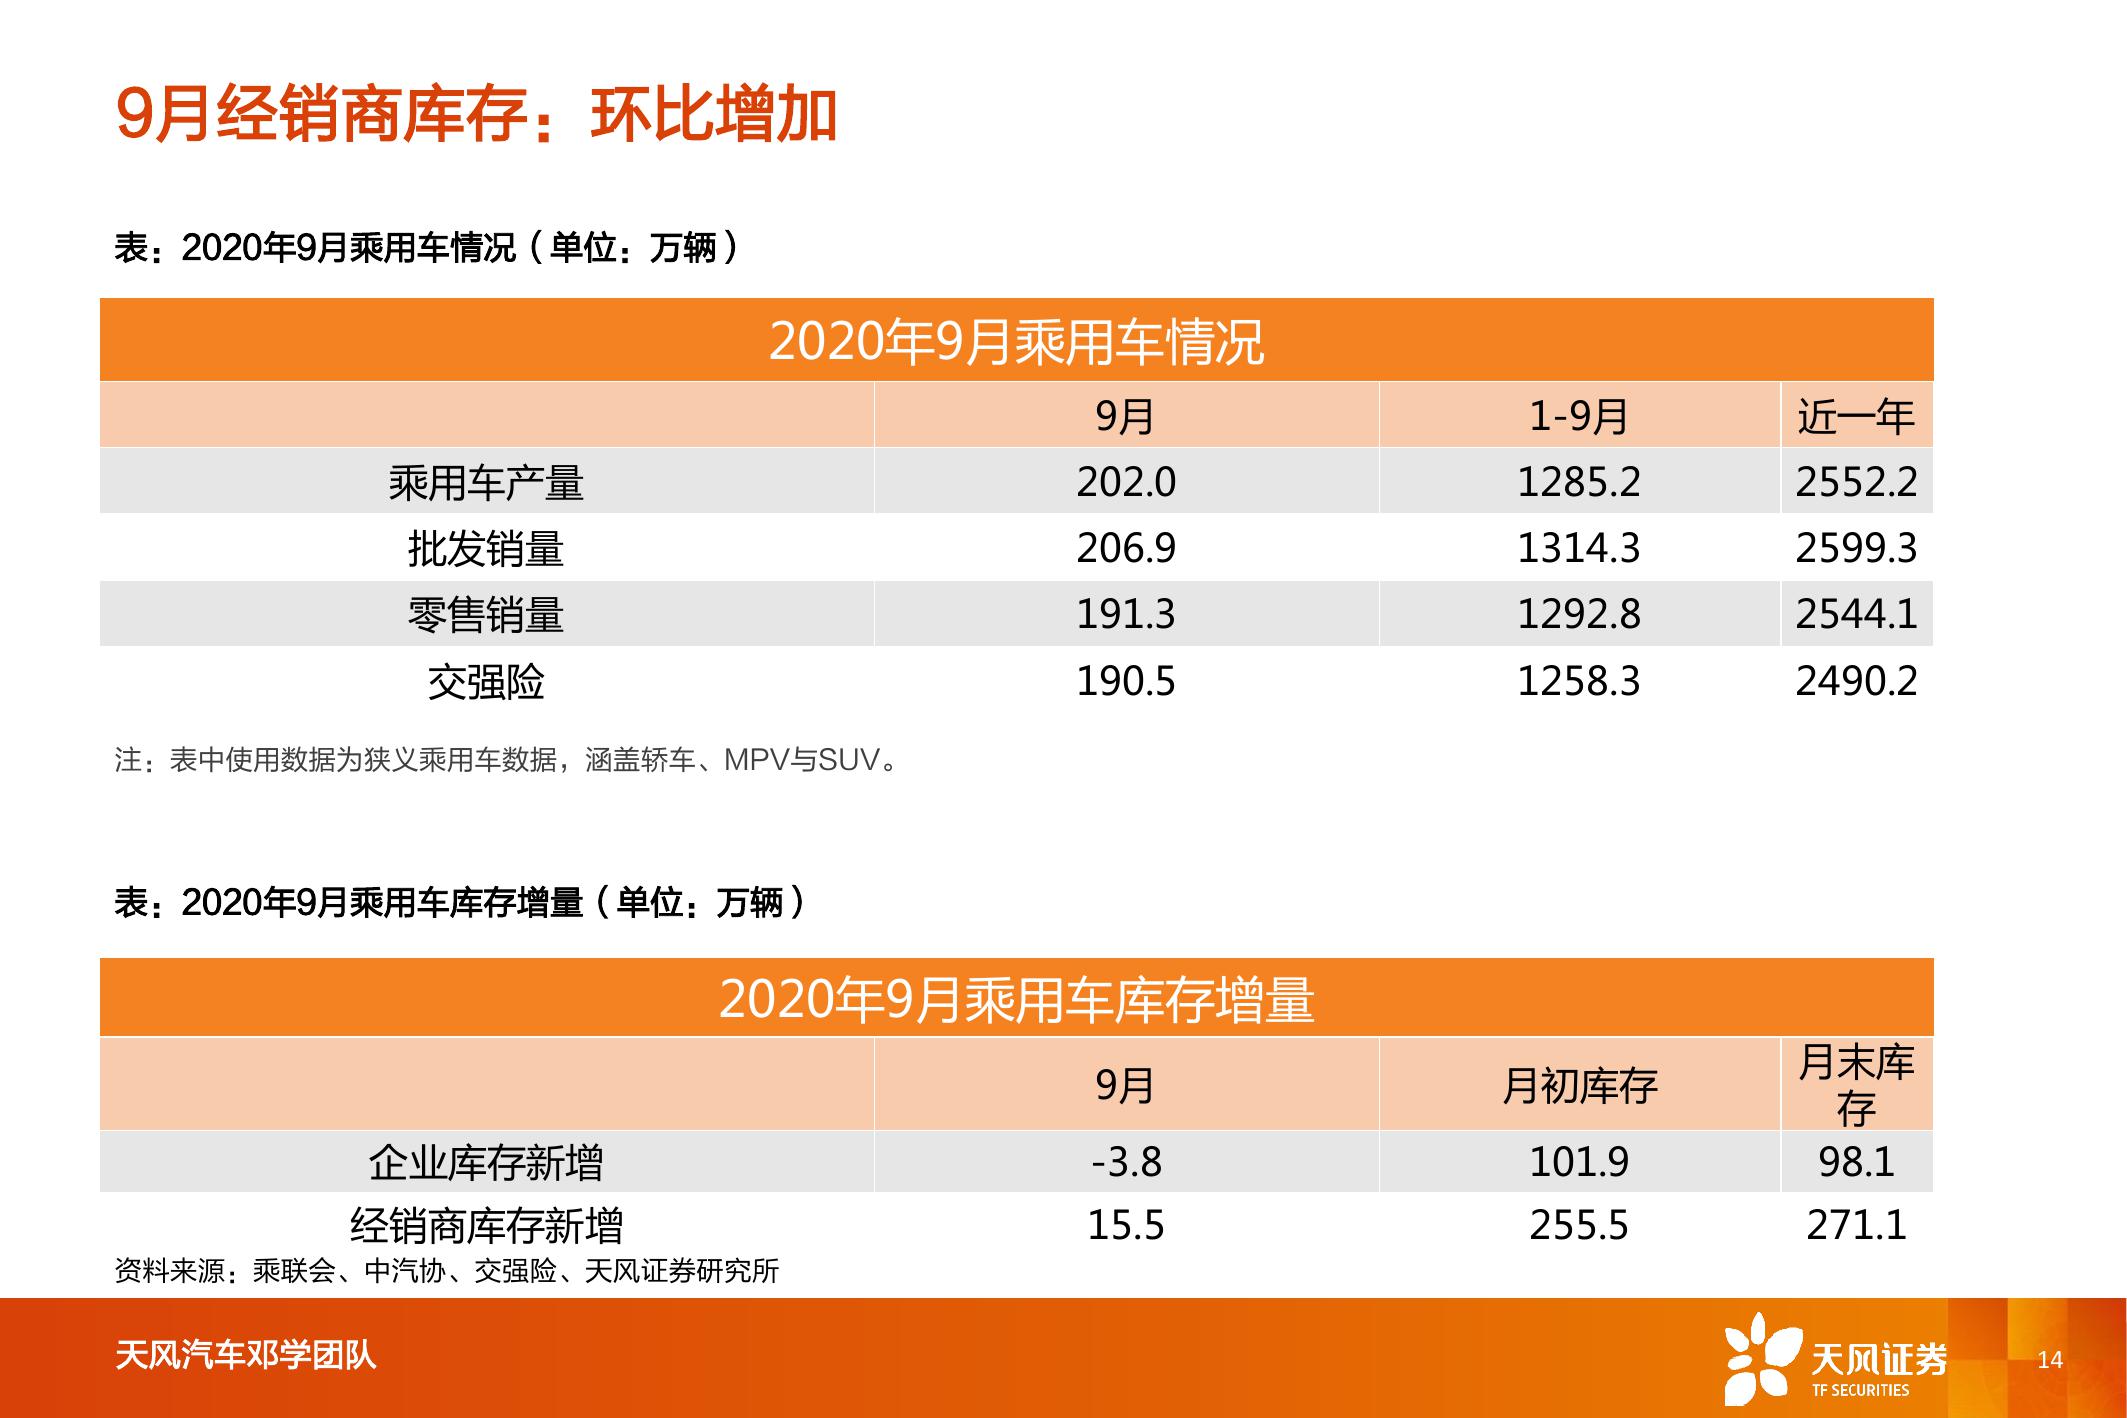 9月经销商库存：环比增加
表：2020年9月乘用车情况（单位：万辆）
2020年9月乘用车情况
9月 1-9月 近一年
乘用车产量 202.0 1285.2 2552.2
批发销量 206.9 1314.3 2599.3
零售销量 191.3 1292.8 2544.1
交强险 190.5 1258.3 2490.2
注：表中使用数据为狭义乘用车数据，涵盖轿车、MPV与SUV。
表：2020年9月乘用车库存增量（单位：万辆）
2020年9月乘用车库存增量
9月 月初库存 月末库
存
企业库存新增 -3.8 101.9 98.1
经销商库存新增 15.5 255.5 271.1
资料来源：乘联会、中汽协、交强险、天风证券研究所
天风汽车邓学团队
天风证券
TF SECURITIES
14